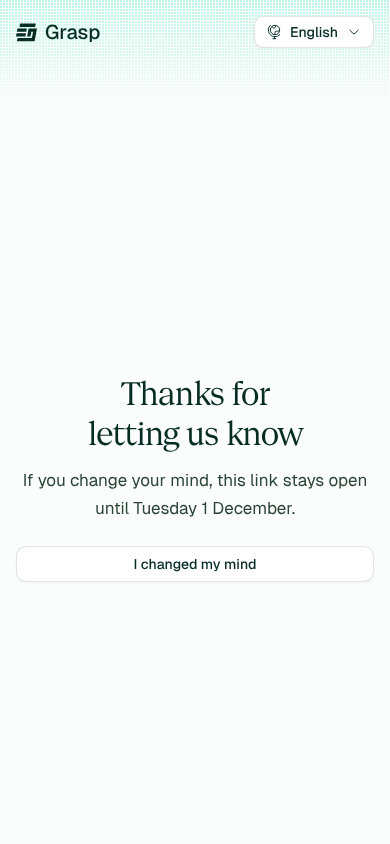 Grasp
English
Thanks for
letting us know
If you change your mind, this link stays open
until Tuesday 1 December.
I changed my mind